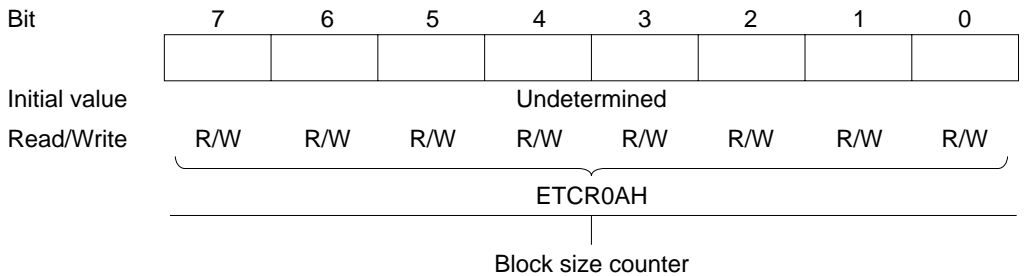 Bit 7 6 5 4 3 2 1 0
Initial value Undetermined
Read/Write R/W R/W R/W R/W R/W R/W R/W R/W
ETCR0AH
Block size counter